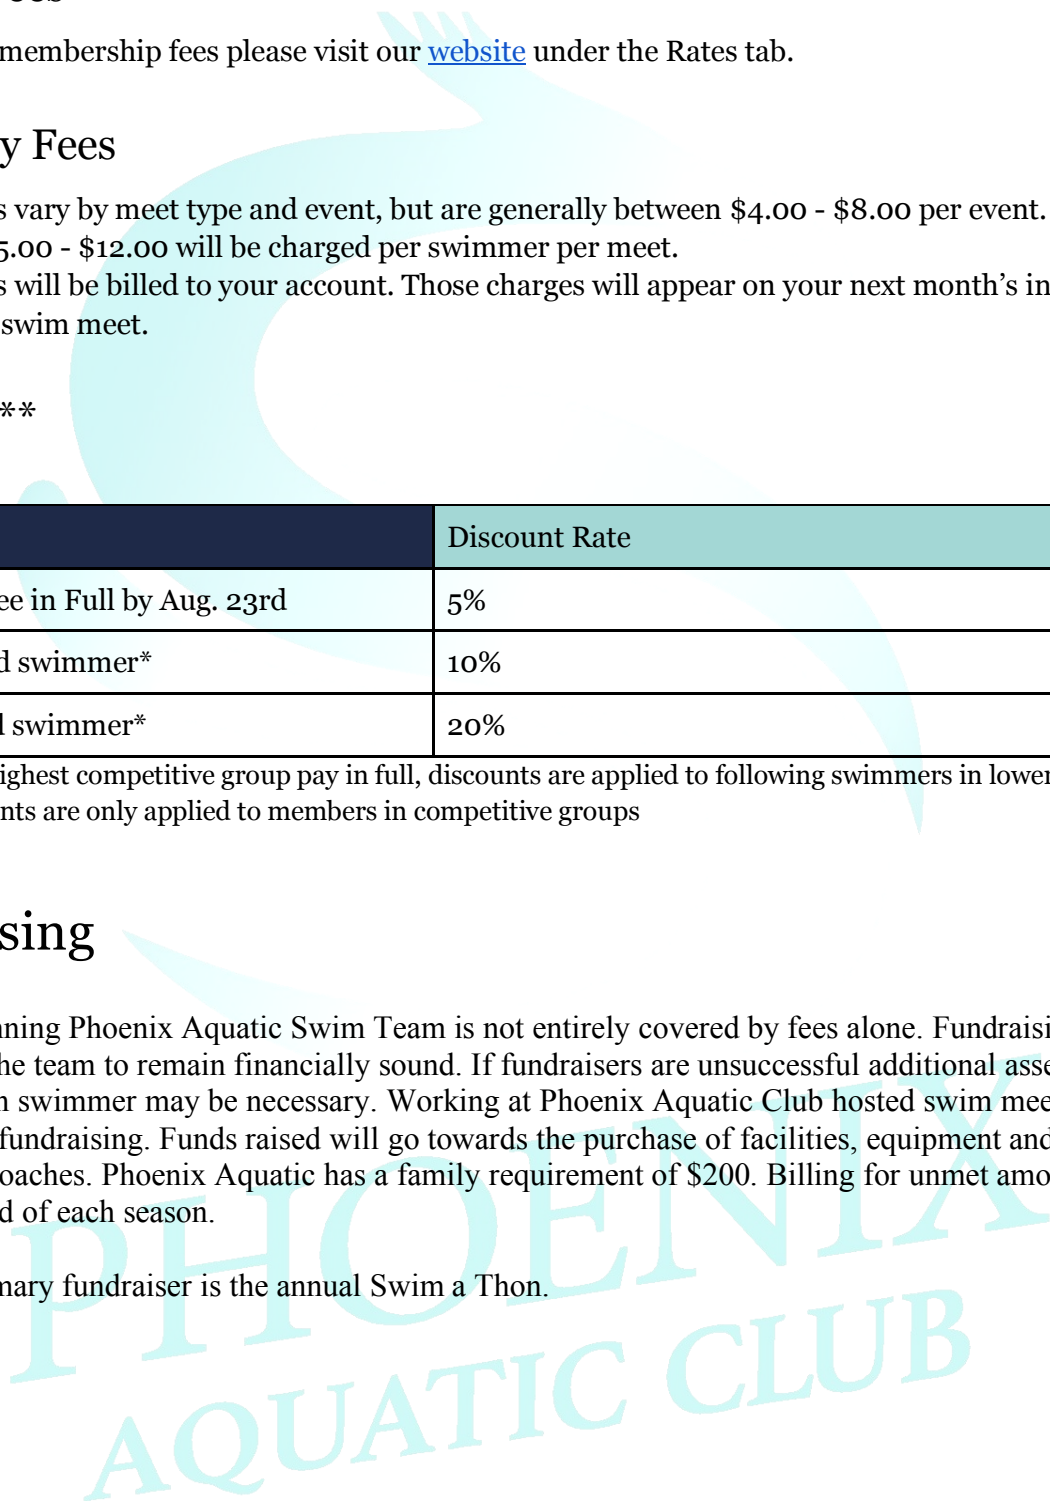 membership fees please visit our website under the Rates tab.
y Fees
s vary by meet type and event, but are generally between $4.00 - $8.00 per event.
5.00 - $12.00 will be charged per swimmer per meet.
s will be billed to your account. Those charges will appear on your next month's in
swim meet.
**
Discount Rate
ee in Full by Aug. 23rd 5%
d swimmer* 10%
d swimmer* 20%
ighest competitive group pay in full, discounts are applied to following swimmers in lower
nts are only applied to members in competitive groups
sing
nning Phoenix Aquatic Swim Team is not entirely covered by fees alone. Fundraisi
he team to remain financially sound. If fundraisers are unsuccessful additional asse
n swimmer may be necessary. Working at Phoenix Aquatic Club hosted swim mee
fundraising. Funds raised will go towards the purchase of facilities, equipment and
oaches. Phoenix Aquatic has a family requirement of $200. Billing for unmet amo
d of each season.
mary fundraiser is the annual Swim a Thon.
PHOENIX
AQUATIC CLUB